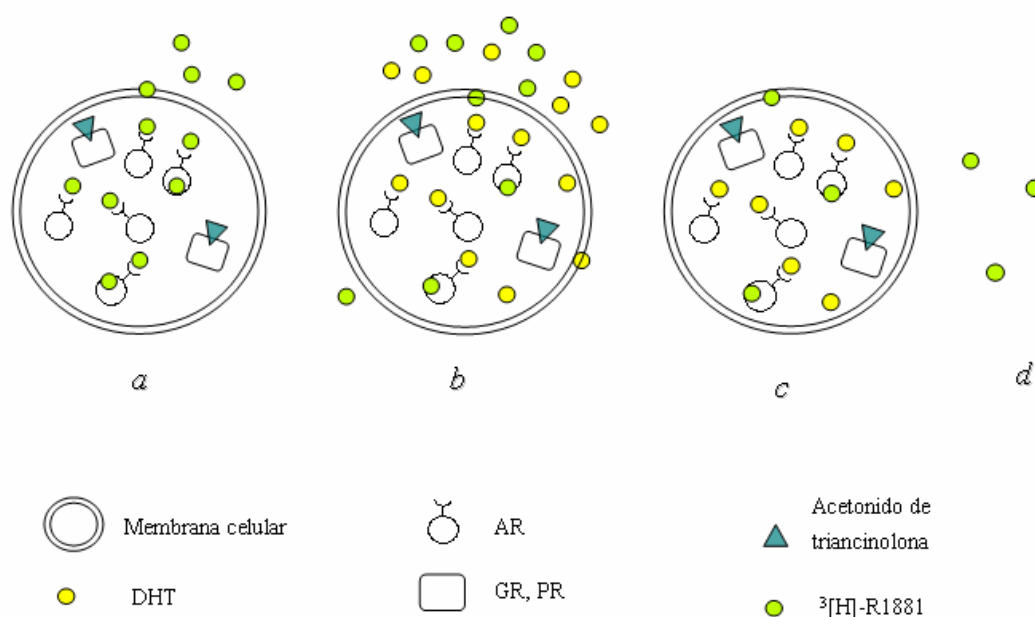 a
b
c
d
Membrana celular
AR
Acetonido de
triancinolona
DHT
GR, PR
³[H]-R1881